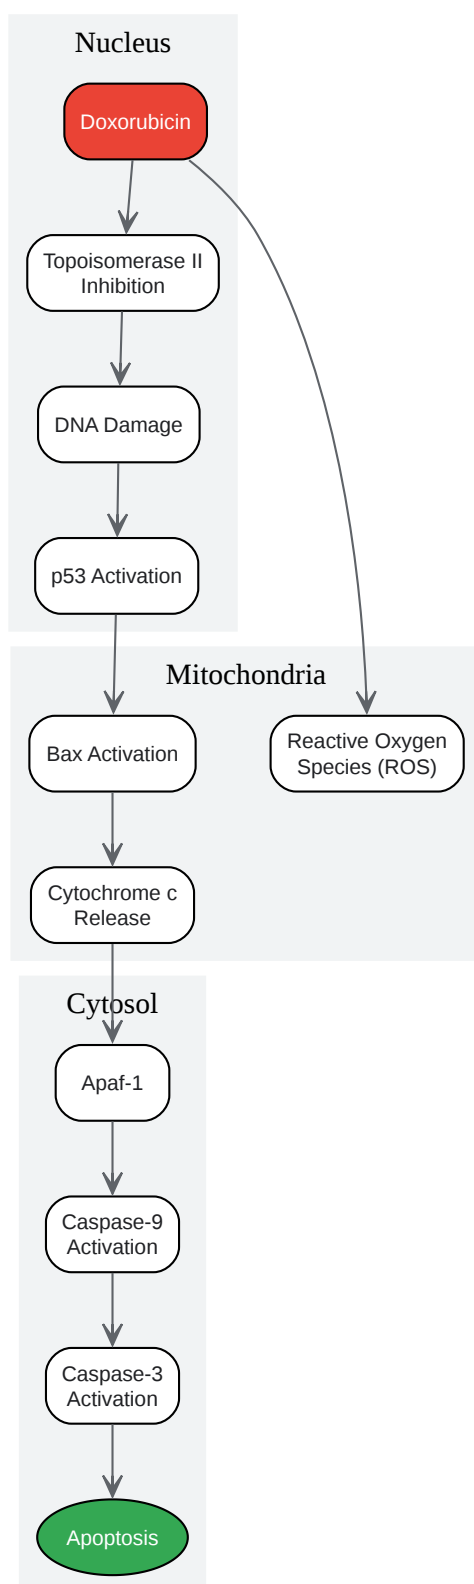 Nucleus
Doxorubicin
Topoisomerase II
Inhibition
DNA Damage
p53 Activation
Mitochondria
Bax Activation
Reactive Oxygen
Species (ROS)
Cytochrome c
Release
Cytosol
Apaf-1
Caspase-9
Activation
Caspase-3
Activation
Apoptosis